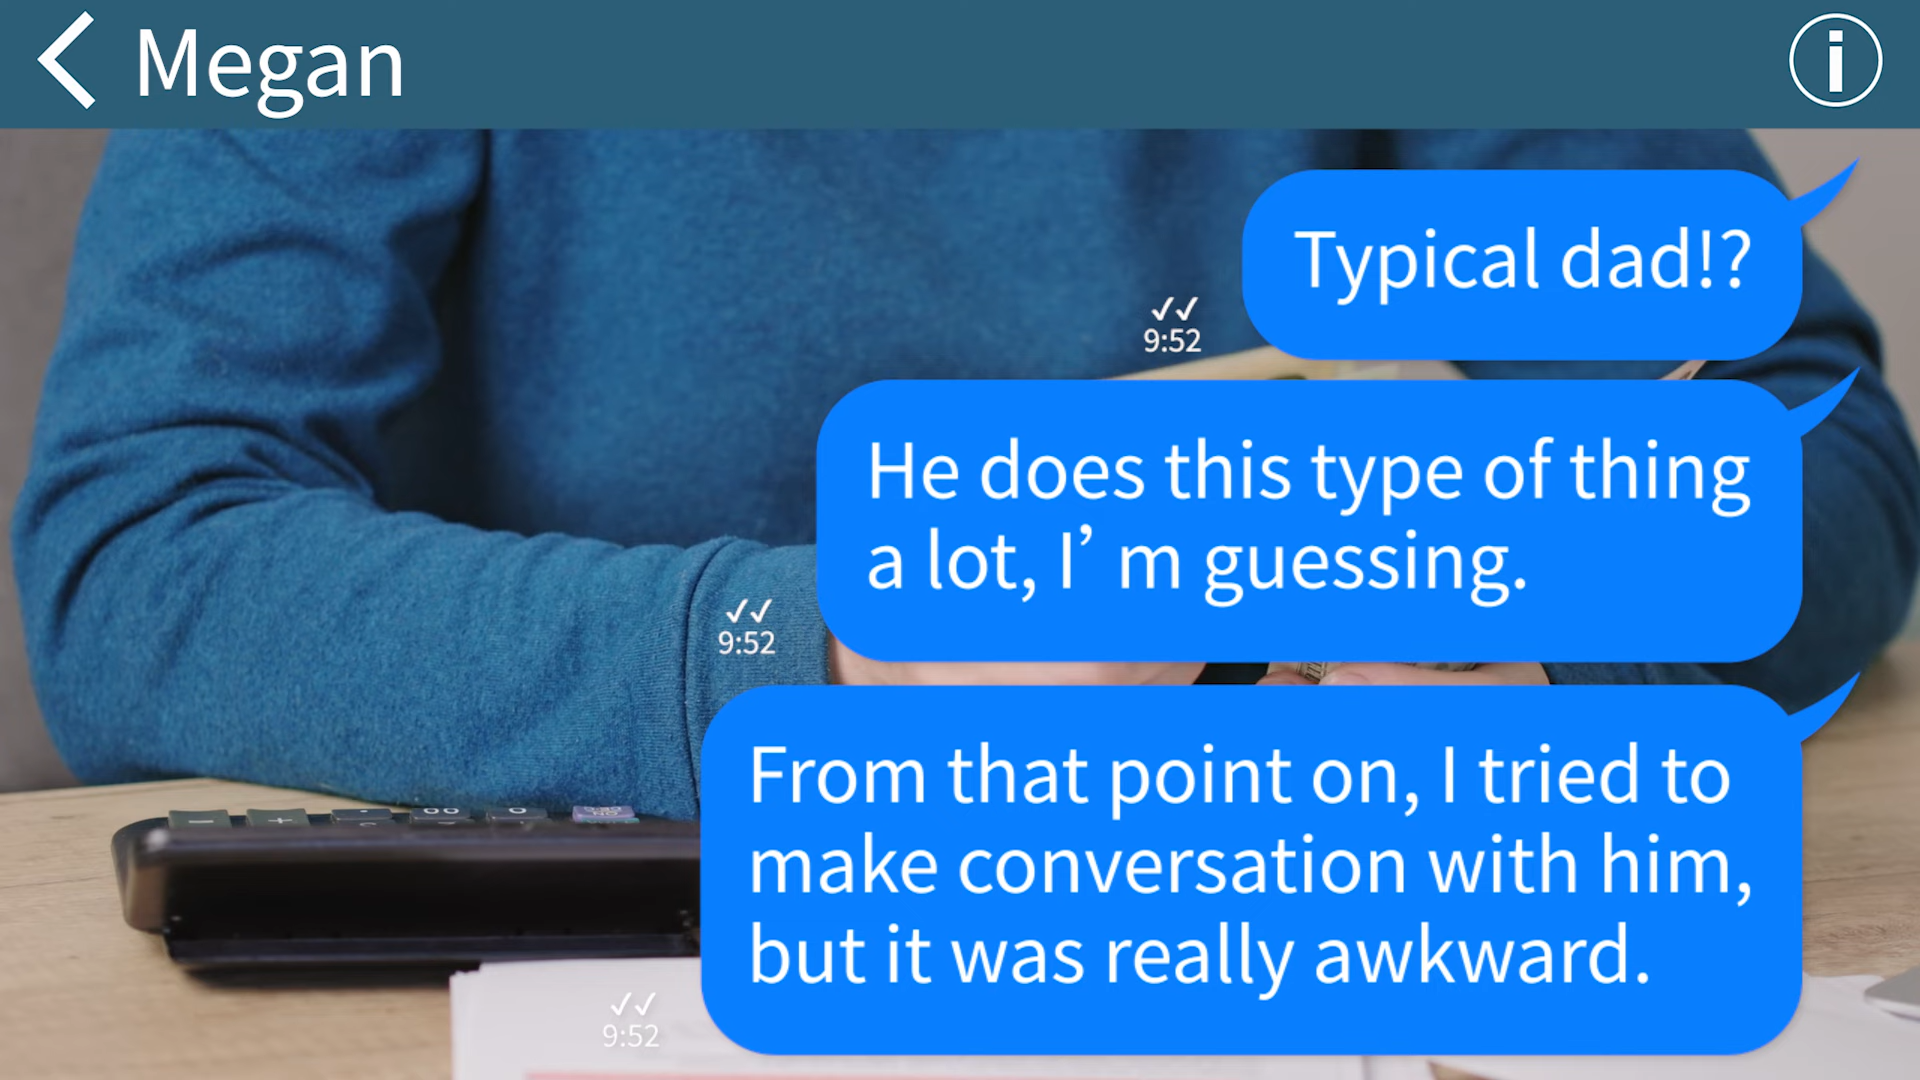 Megan
i
Typical dad!?
✓✓
9:52
He does this type of thing
a lot, I’m guessing.
✓✓
9:52
From that point on, I tried to
make conversation with him,
but it was really awkward.
✓✓
9:52